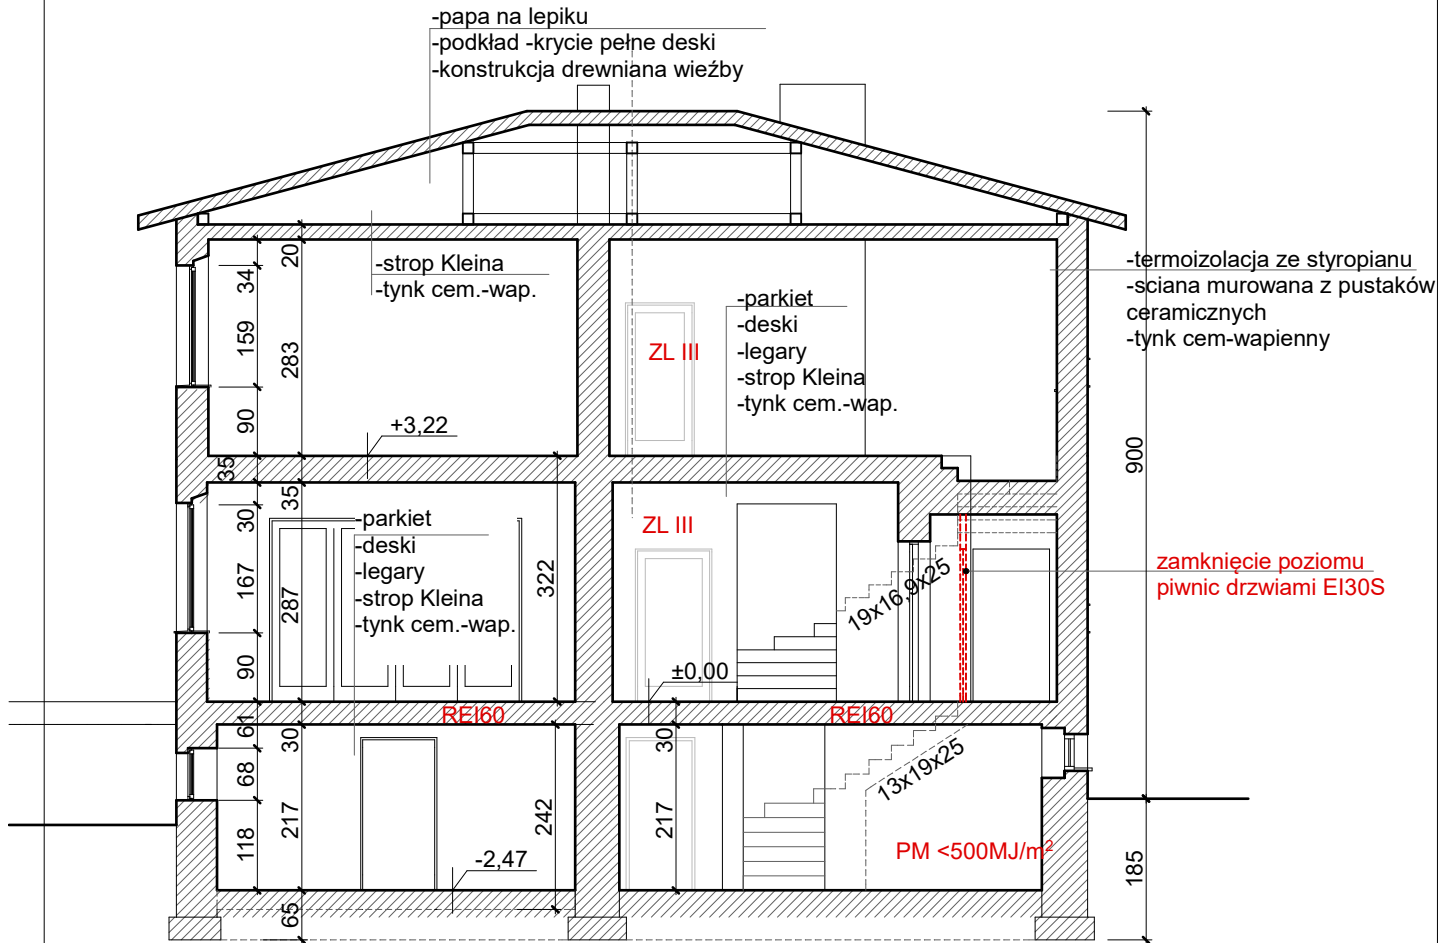 -papa na lepiku
-podkład -krycie pełne deski
-konstrukcja drewniana wieźby
-strop Kleina
-tynk cem.-wap.
-termoizolacja ze styropianu
-sciana murowana z pustaków
ceramicznych
-tynk cem-wapienny
-parkiet
-deski
-legary
-strop Kleina
-tynk cem.-wap.
ZL III
20
34
159
283
90
+3,22
35
900
35
30
167
287
90
322
-parkiet
-deski
-legary
-strop Kleina
-tynk cem.-wap.
ZL III
19x16,9x25
zamknięcie poziomu
piwnic drzwiami EI30S
±0,00
REI60
REI60
61
30
30
68
217
118
242
217
13x19x25
-2,47
PM <500MJ/m²
185
65